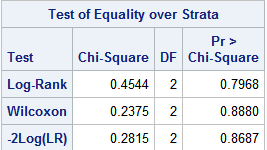 Test of Equality over Strata
Test Chi-Square DF Pr > Chi-Square
Log-Rank 0.4544 2 0.7968
Wilcoxon 0.2375 2 0.8880
-2Log(LR) 0.2815 2 0.8687